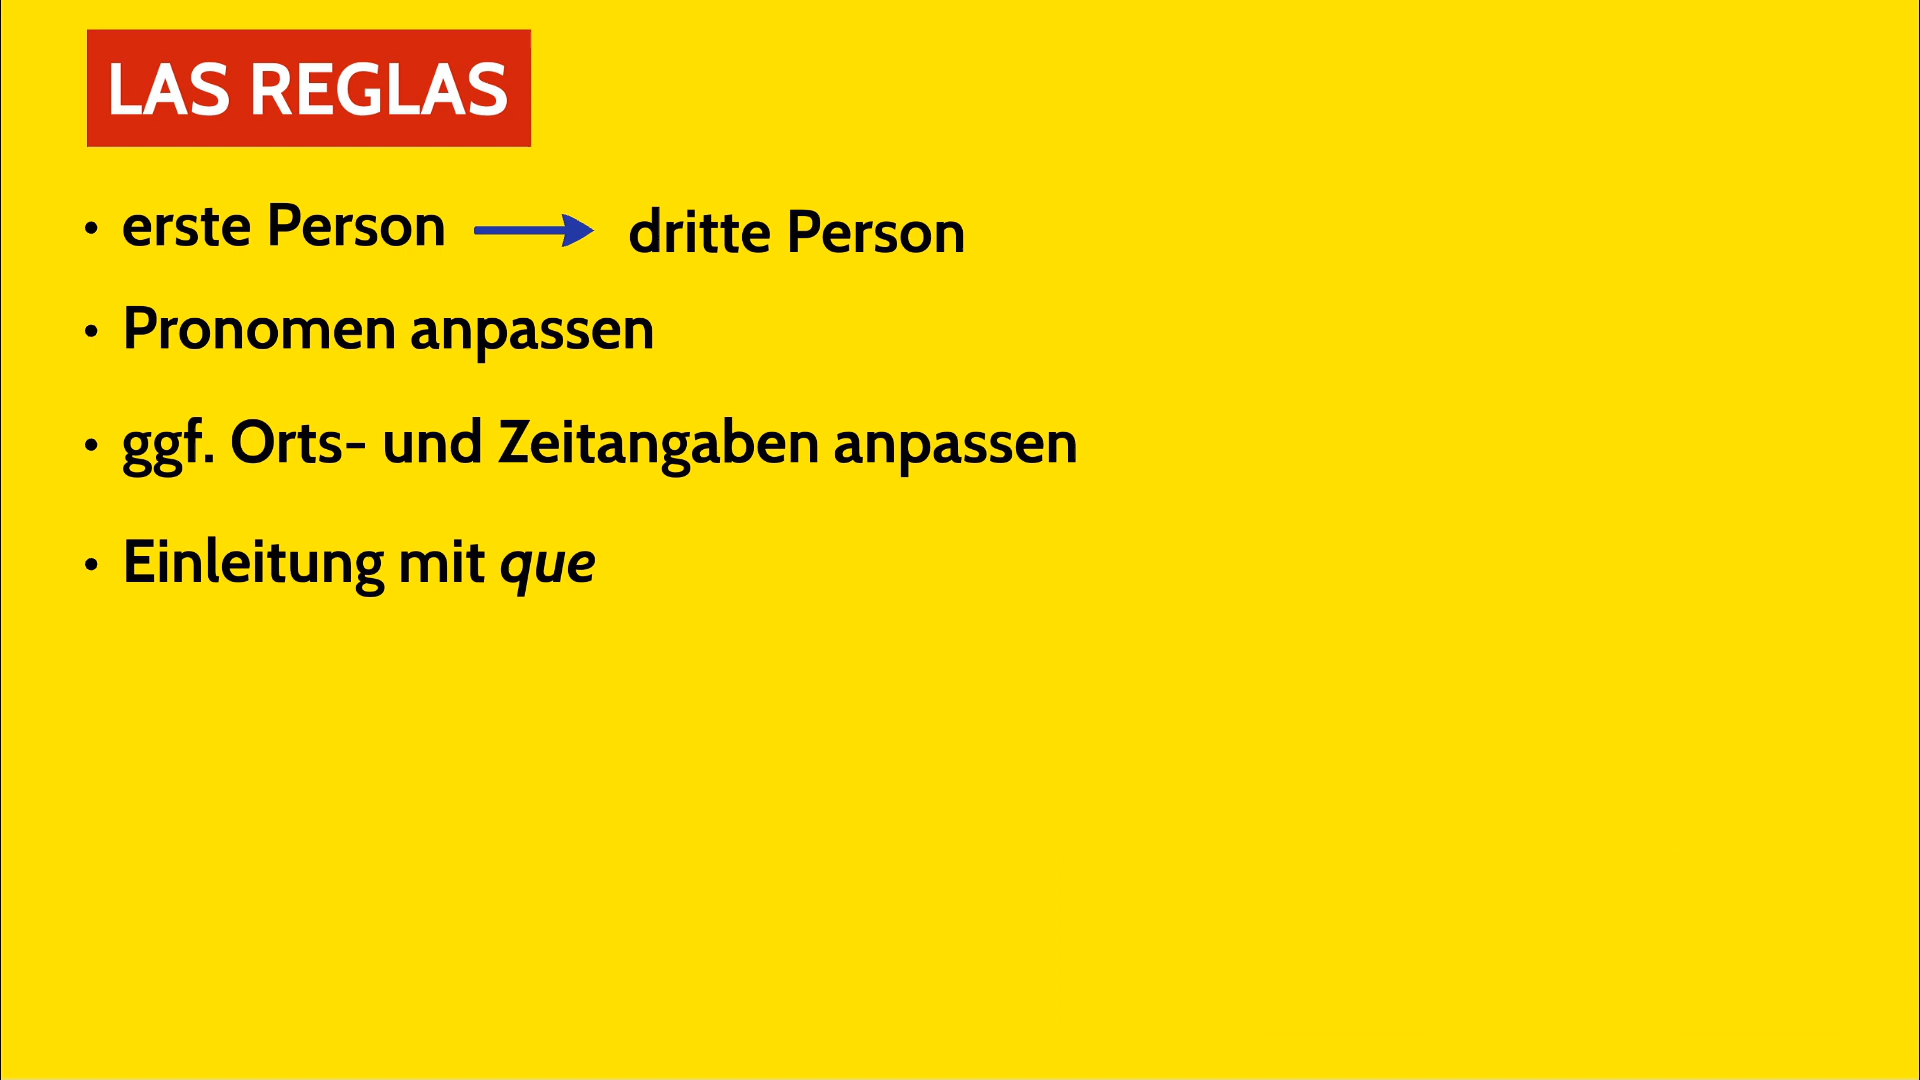 LAS REGLAS
• erste Person → dritte Person
• Pronomen anpassen
• ggf. Orts- und Zeitangaben anpassen
• Einleitung mit que